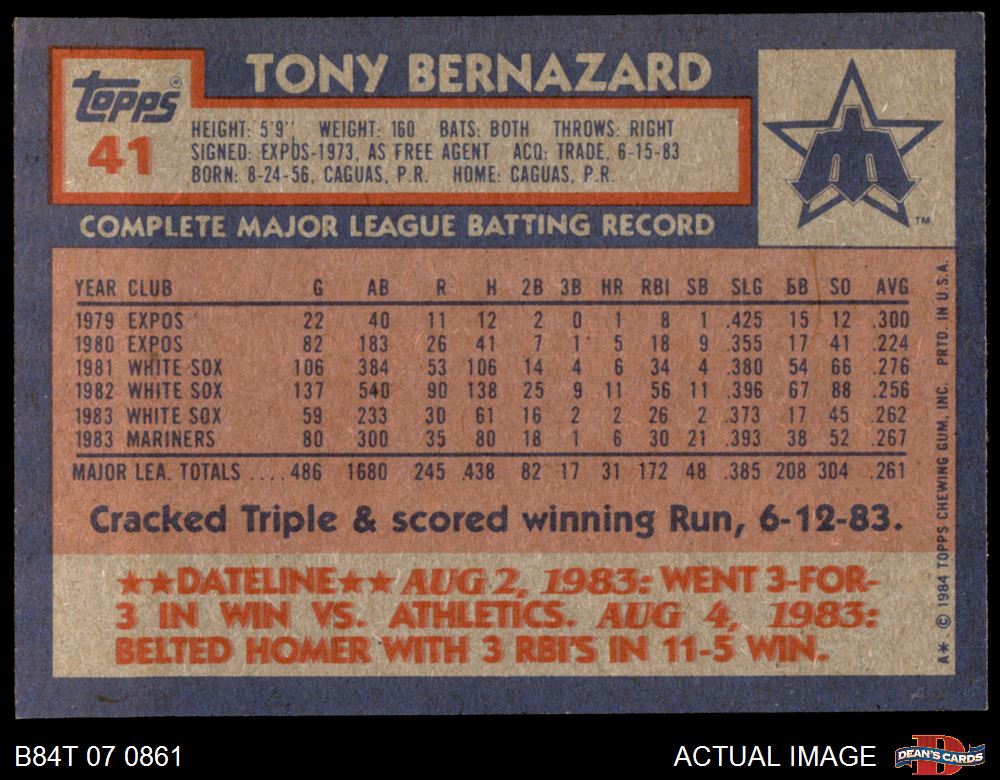 TONY BERNAZARD
Topps®
41
HEIGHT: 5'9" WEIGHT: 160 BATS: BOTH THROWS: RIGHT
SIGNED: EXPOS-1973, AS FREE AGENT ACQ: TRADE, 6-15-83
BORN: 8-24-56, CAGUAS, P.R. HOME: CAGUAS, P.R.
TM
COMPLETE MAJOR LEAGUE BATTING RECORD
YEAR CLUB G AB R H 2B 3B HR RBI SB SLG BB SO AVG
1979 EXPOS 22 40 11 12 2 0 1 8 1 .425 15 12 .300
1980 EXPOS 82 183 26 41 7 1 5 18 9 .355 17 41 .224
1981 WHITE SOX 106 384 53 106 14 4 6 34 4 .380 54 66 .276
1982 WHITE SOX 137 540 90 138 25 9 11 56 11 .396 67 88 .256
1983 WHITE SOX 59 233 30 61 16 2 2 26 2 .373 17 45 .262
1983 MARINERS 80 300 35 80 18 1 6 30 21 .393 38 52 .267
MAJOR LEA. TOTALS .... 486 1680 245 438 82 17 31 172 48 .385 208 304 .261
Cracked Triple & scored winning Run, 6-12-83.
★★DATELINE★★ AUG 2, 1983: WENT 3-FOR-
3 IN WIN VS. ATHLETICS. AUG 4, 1983:
BELTED HOMER WITH 3 RBI'S IN 11-5 WIN.
A* © 1984 TOPPS CHEWING GUM, INC. PRTD. IN U.S.A.
B84T 07 0861
ACTUAL IMAGE
D
DEAN'S CARDS